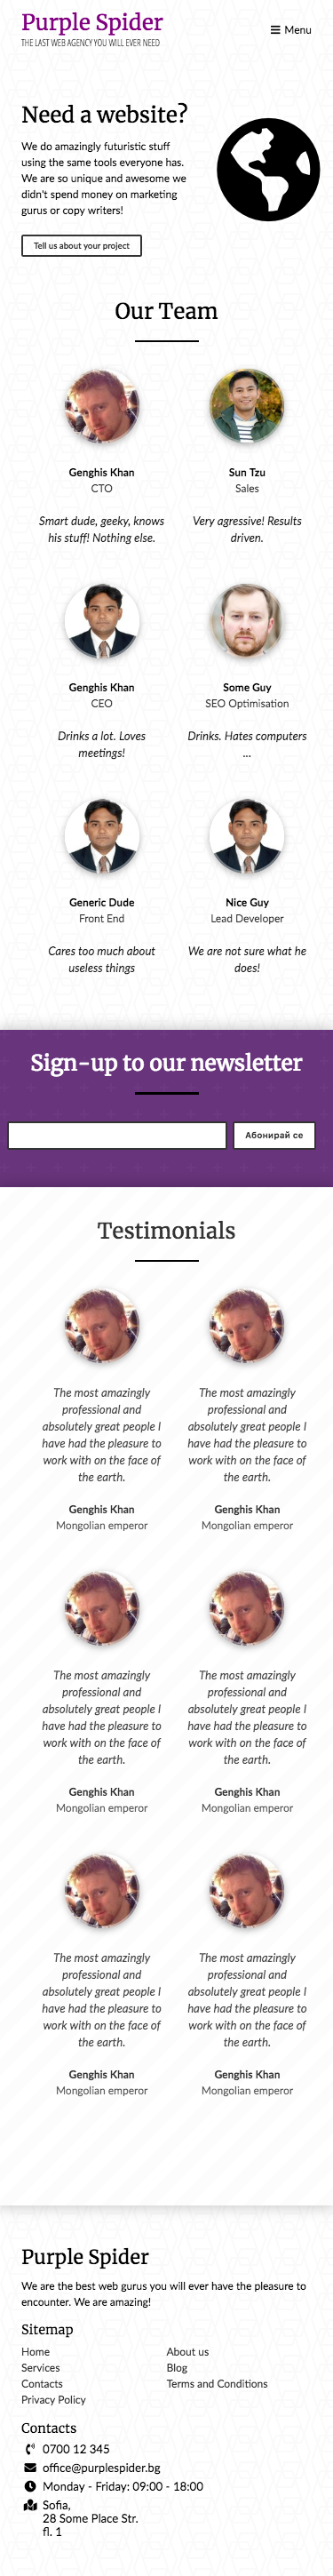 Purple Spider
THE LAST WEB AGENCY YOU WILL EVER NEED
Menu
Need a website?
We do amazingly futuristic stuff
using the same tools everyone has.
We are so unique and awesome we
didn't spend money on marketing
gurus or copy writers!
Tell us about your project
Our Team
Genghis Khan
CTO
Smart dude, geeky, knows
his stuff! Nothing else.
Sun Tzu
Sales
Very agressive! Results
driven.
Genghis Khan
CEO
Drinks a lot. Loves
meetings!
Some Guy
SEO Optimisation
Drinks. Hates computers
...
Generic Dude
Front End
Cares too much about
useless things
Nice Guy
Lead Developer
We are not sure what he
does!
Sign-up to our newsletter
Абонирай се
Testimonials
The most amazingly
professional and
absolutely great people I
have had the pleasure to
work with on the face of
the earth.
Genghis Khan
Mongolian emperor
The most amazingly
professional and
absolutely great people I
have had the pleasure to
work with on the face of
the earth.
Genghis Khan
Mongolian emperor
The most amazingly
professional and
absolutely great people I
have had the pleasure to
work with on the face of
the earth.
Genghis Khan
Mongolian emperor
The most amazingly
professional and
absolutely great people I
have had the pleasure to
work with on the face of
the earth.
Genghis Khan
Mongolian emperor
The most amazingly
professional and
absolutely great people I
have had the pleasure to
work with on the face of
the earth.
Genghis Khan
Mongolian emperor
The most amazingly
professional and
absolutely great people I
have had the pleasure to
work with on the face of
the earth.
Genghis Khan
Mongolian emperor
Purple Spider
We are the best web gurus you will ever have the pleasure to
encounter. We are amazing!
Sitemap
Home
About us
Services
Blog
Contacts
Terms and Conditions
Privacy Policy
Contacts
0700 12 345
office@purplespider.bg
Monday - Friday: 09:00 - 18:00
Sofia,
28 Some Place Str.
fl. 1